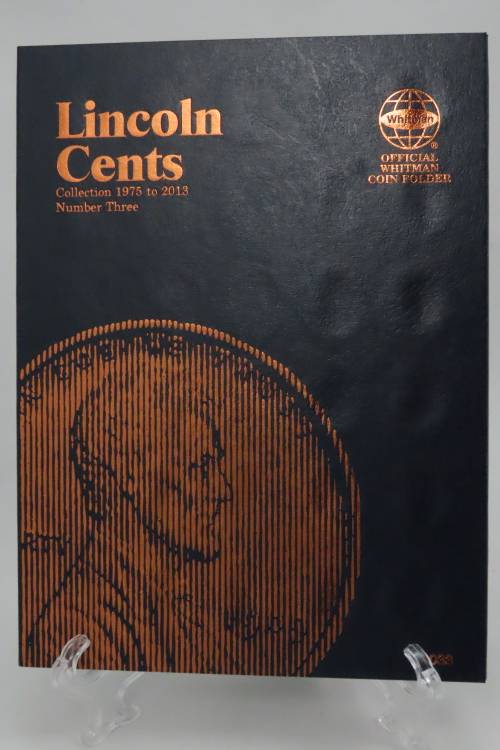 Lincoln
Cents
Collection 1975 to 2013
Number Three
Whitman
®
OFFICIAL
WHITMAN
COIN FOLDER